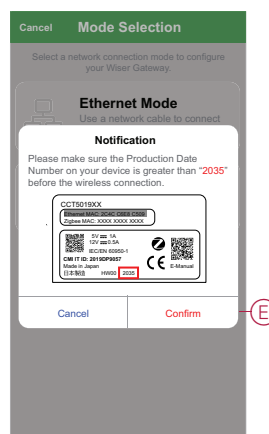 Cancel Mode Selection
Select a network connection mode to configure
your Wiser Gateway.
Ethernet Mode
Use a network cable to connect
Notification
Please make sure the Production Date
Number on your device is greater than “2035”
before the wireless connection.
CCT5019XX
Ethernet MAC: 2C4C C6E8 C509
Zigbee MAC: XXXX XXXX XXXX
5V 1A
12V 0.5A
IEC/EN 60950-1
CMI IT ID: 2019DP9057
Made in Japan
日本製造 HW00 2035
E-Manual
Cancel Confirm
E